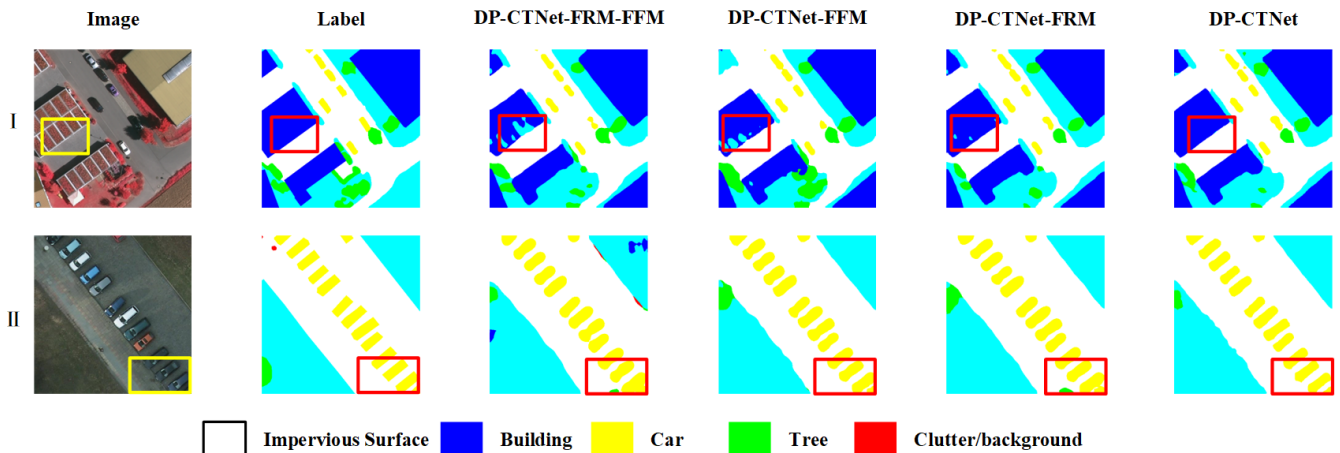 Image Label DP-CTNet-FRM-FFM DP-CTNet-FFM DP-CTNet-FRM DP-CTNet
I
II
Impervious Surface Building Car Tree Clutter/background